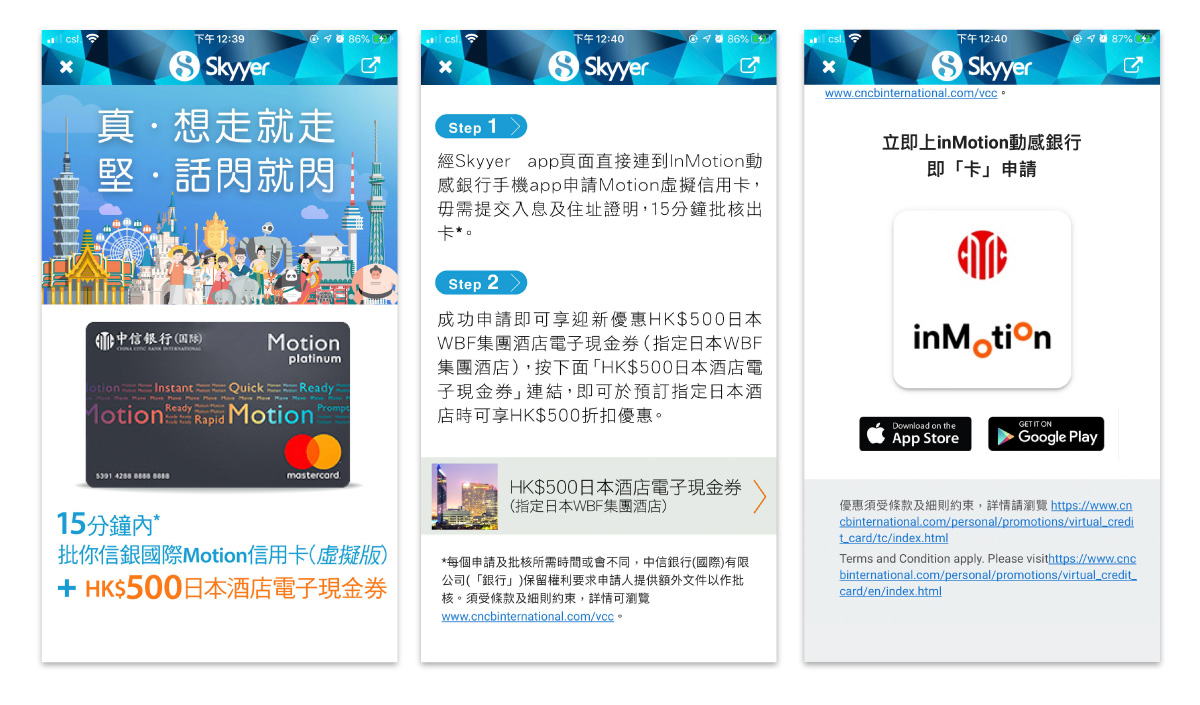 csl. 下午12:39 86%
Skyyer
真．想走就走
堅．話閃就閃
中信銀行(国际)
CHINA CITIC BANK INTERNATIONAL
Motion
platinum
Instant Quick Ready
Motion Ready Rapid Motion Prompt
5391 4288 8888 8888
mastercard
15分鐘內*
批你信銀國際Motion信用卡(虛擬版)
+ HK$500日本酒店電子現金券
csl. 下午12:40 86%
Skyyer
Step 1
經Skyyer app頁面直接連到InMotion動
感銀行手機app申請Motion虛擬信用卡，
毋需提交入息及住址證明，15分鐘批核出
卡*。
Step 2
成功申請即可享迎新優惠HK$500日本
WBF集團酒店電子現金券（指定日本WBF
集團酒店），按下面「HK$500日本酒店電
子現金券」連結，即可於預訂指定日本酒
店時可享HK$500折扣優惠。
HK$500日本酒店電子現金券
（指定日本WBF集團酒店）
*每個申請及批核所需時間或會不同，中信銀行(國際)有限
公司(「銀行」)保留權利要求申請人提供額外文件以作批
核。須受條款及細則約束，詳情可瀏覽
www.cncbinternational.com/vcc。
csl. 下午12:40 87%
Skyyer
www.cncbinternational.com/vcc。
立即上inMotion動感銀行
即「卡」申請
inMotion
Download on the
App Store
GET IT ON
Google Play
優惠須受條款及細則約束，詳情請瀏覽 https://www.cn
cbinternational.com/personal/promotions/virtual_credi
t_card/tc/index.html
Terms and Condition apply. Please visithttps://www.cnc
binternational.com/personal/promotions/virtual_credit_
card/en/index.html